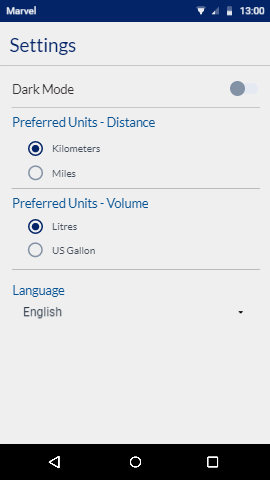 Marvel 13:00
Settings
Dark Mode
Preferred Units - Distance
Kilometers
Miles
Preferred Units - Volume
Litres
US Gallon
Language
English